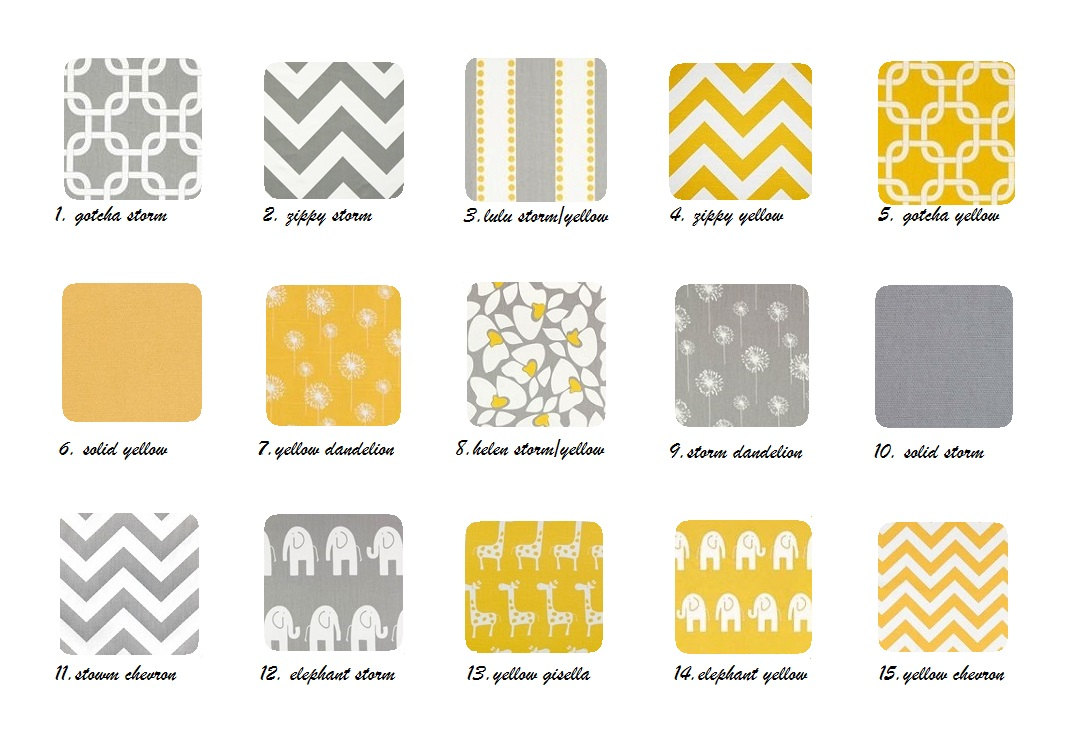 1. gotcha storm
2. zippy storm
3.lulu storm/yellow
4. zippy yellow
5. gotcha yellow
6. solid yellow
7.yellow dandelion
8.helen storm/yellow
9.storm dandelion
10. solid storm
11.stowm chevron
12. elephant storm
13.yellow gisella
14.elephant yellow
15.yellow chevron